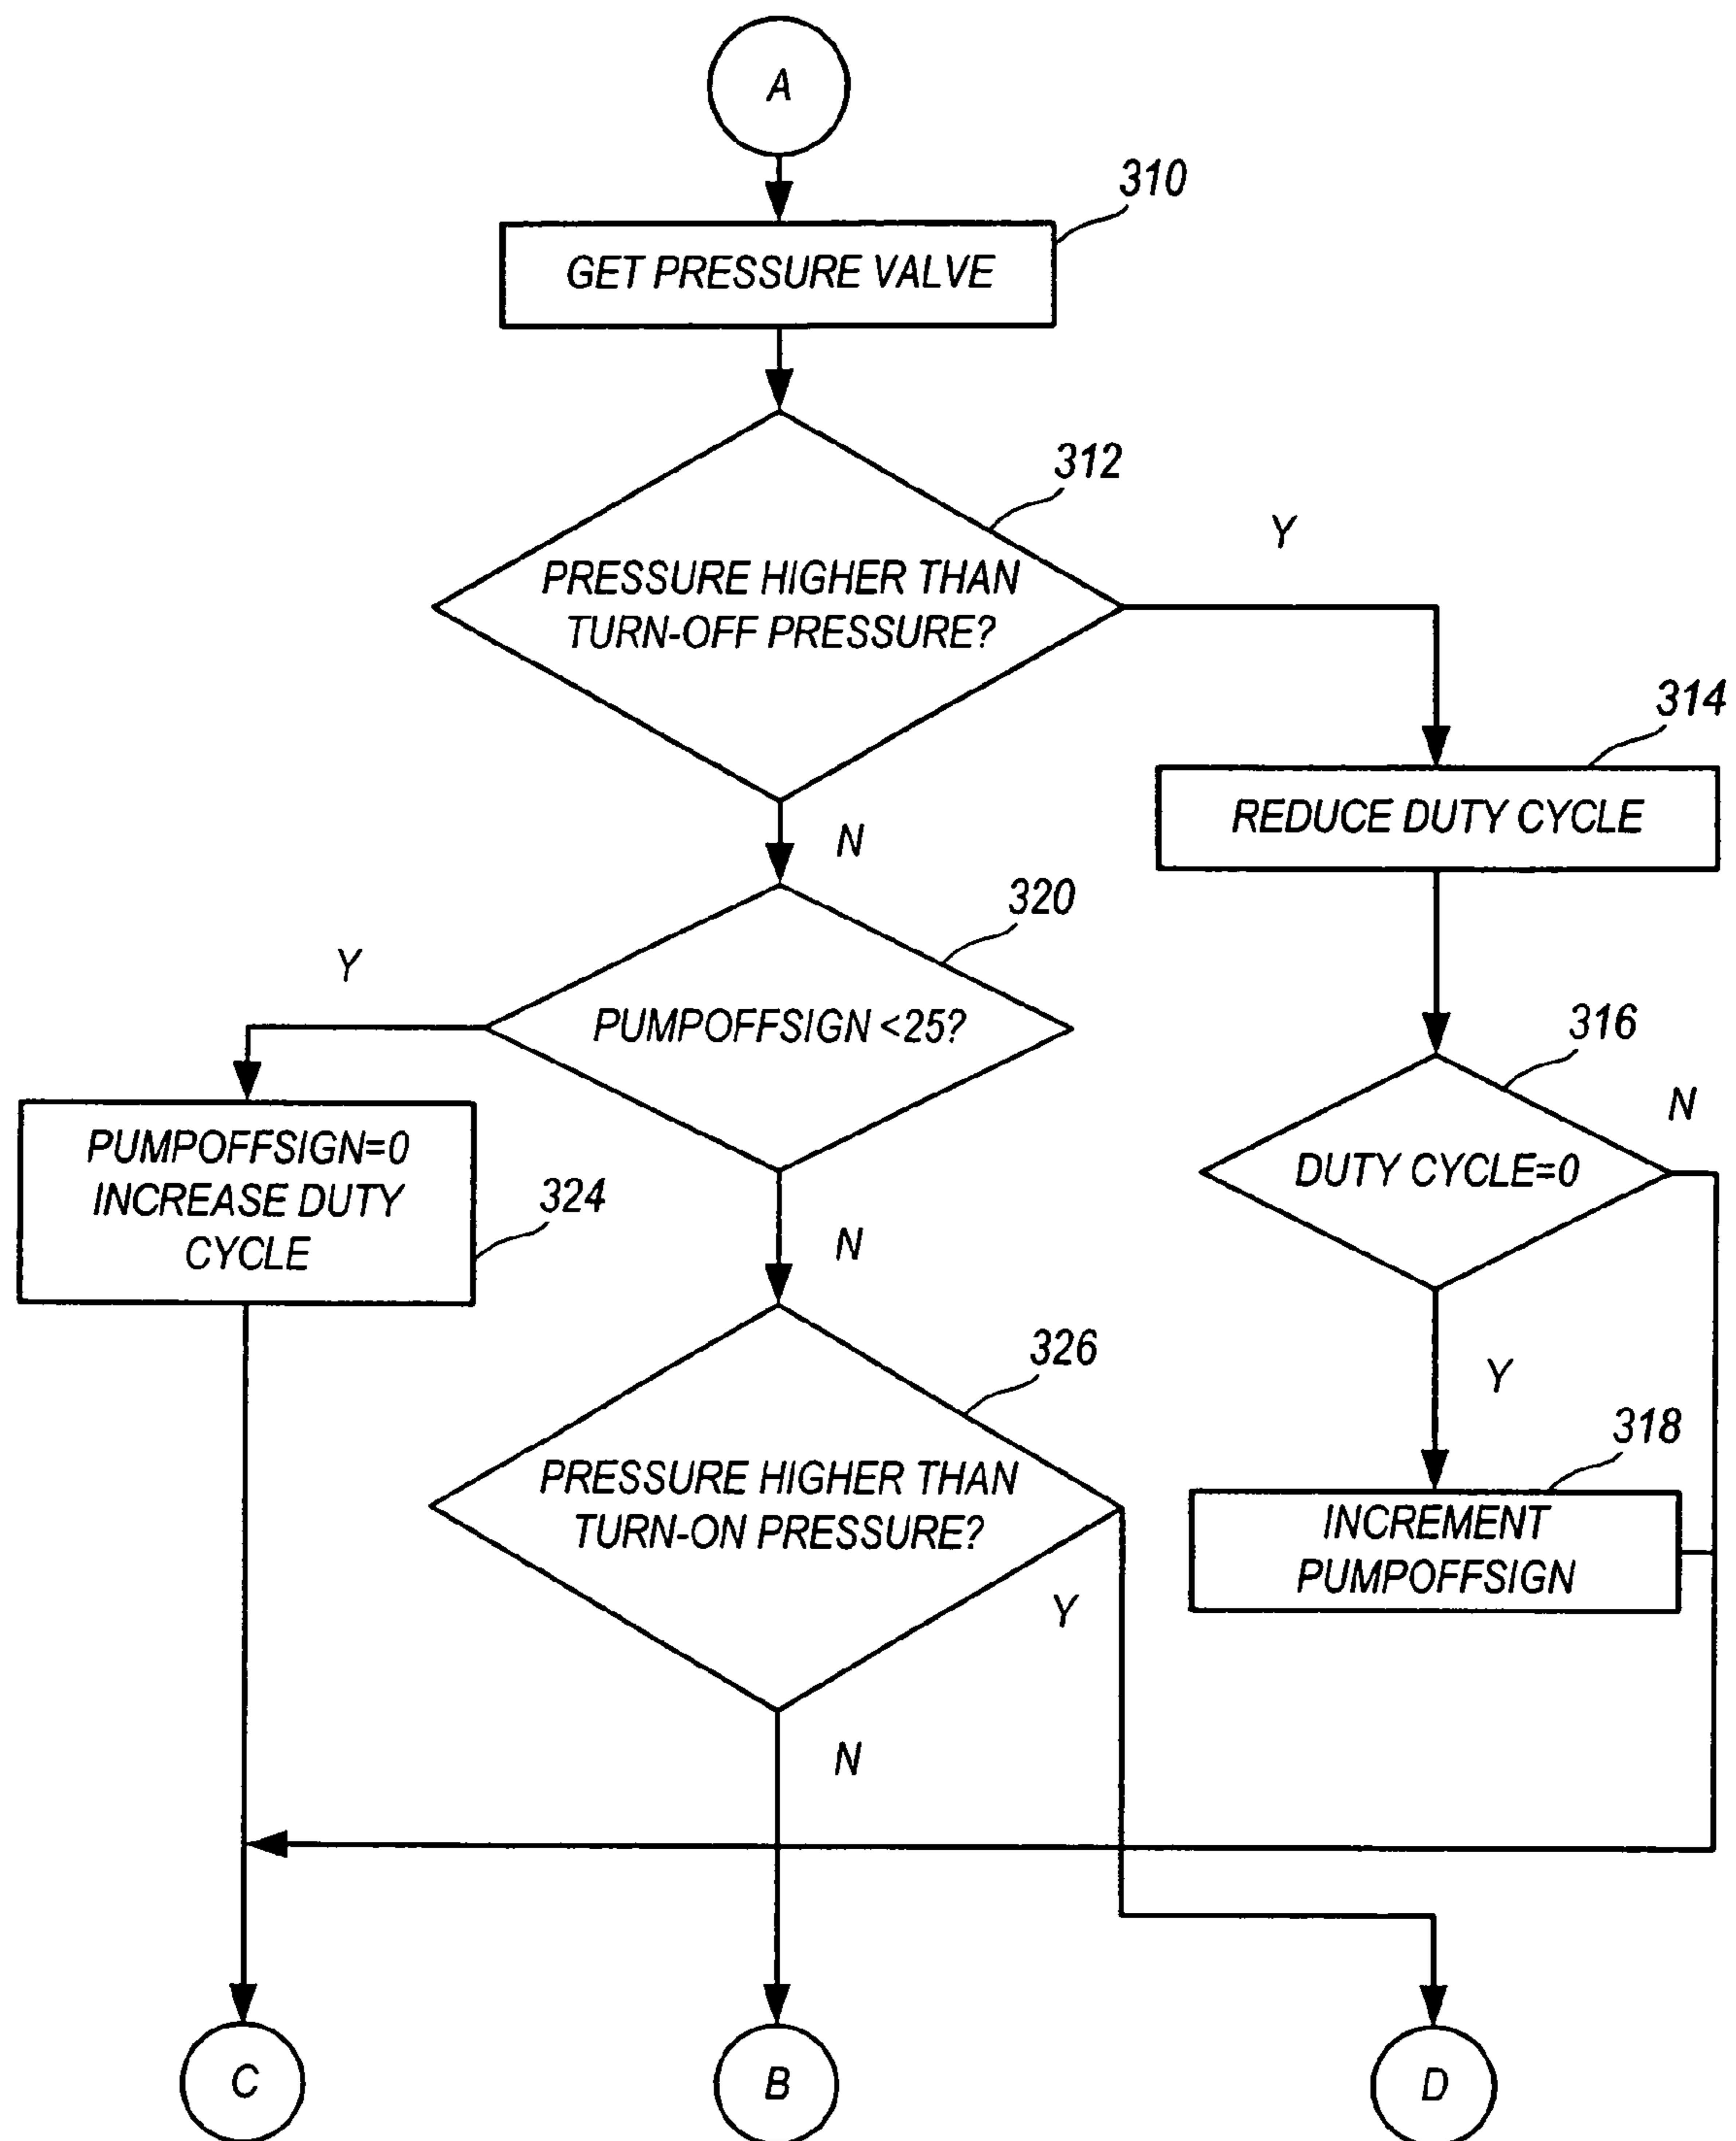 A
310
GET PRESSURE VALVE
312
PRESSURE HIGHER THAN
TURN-OFF PRESSURE?
Y
314
REDUCE DUTY CYCLE
N
320
PUMPOFFSIGN <25?
Y
316
DUTY CYCLE=0
N
PUMPOFFSIGN=0
INCREASE DUTY
CYCLE
324
N
326
PRESSURE HIGHER THAN
TURN-ON PRESSURE?
Y
Y
318
INCREMENT
PUMPOFFSIGN
N
C
B
D